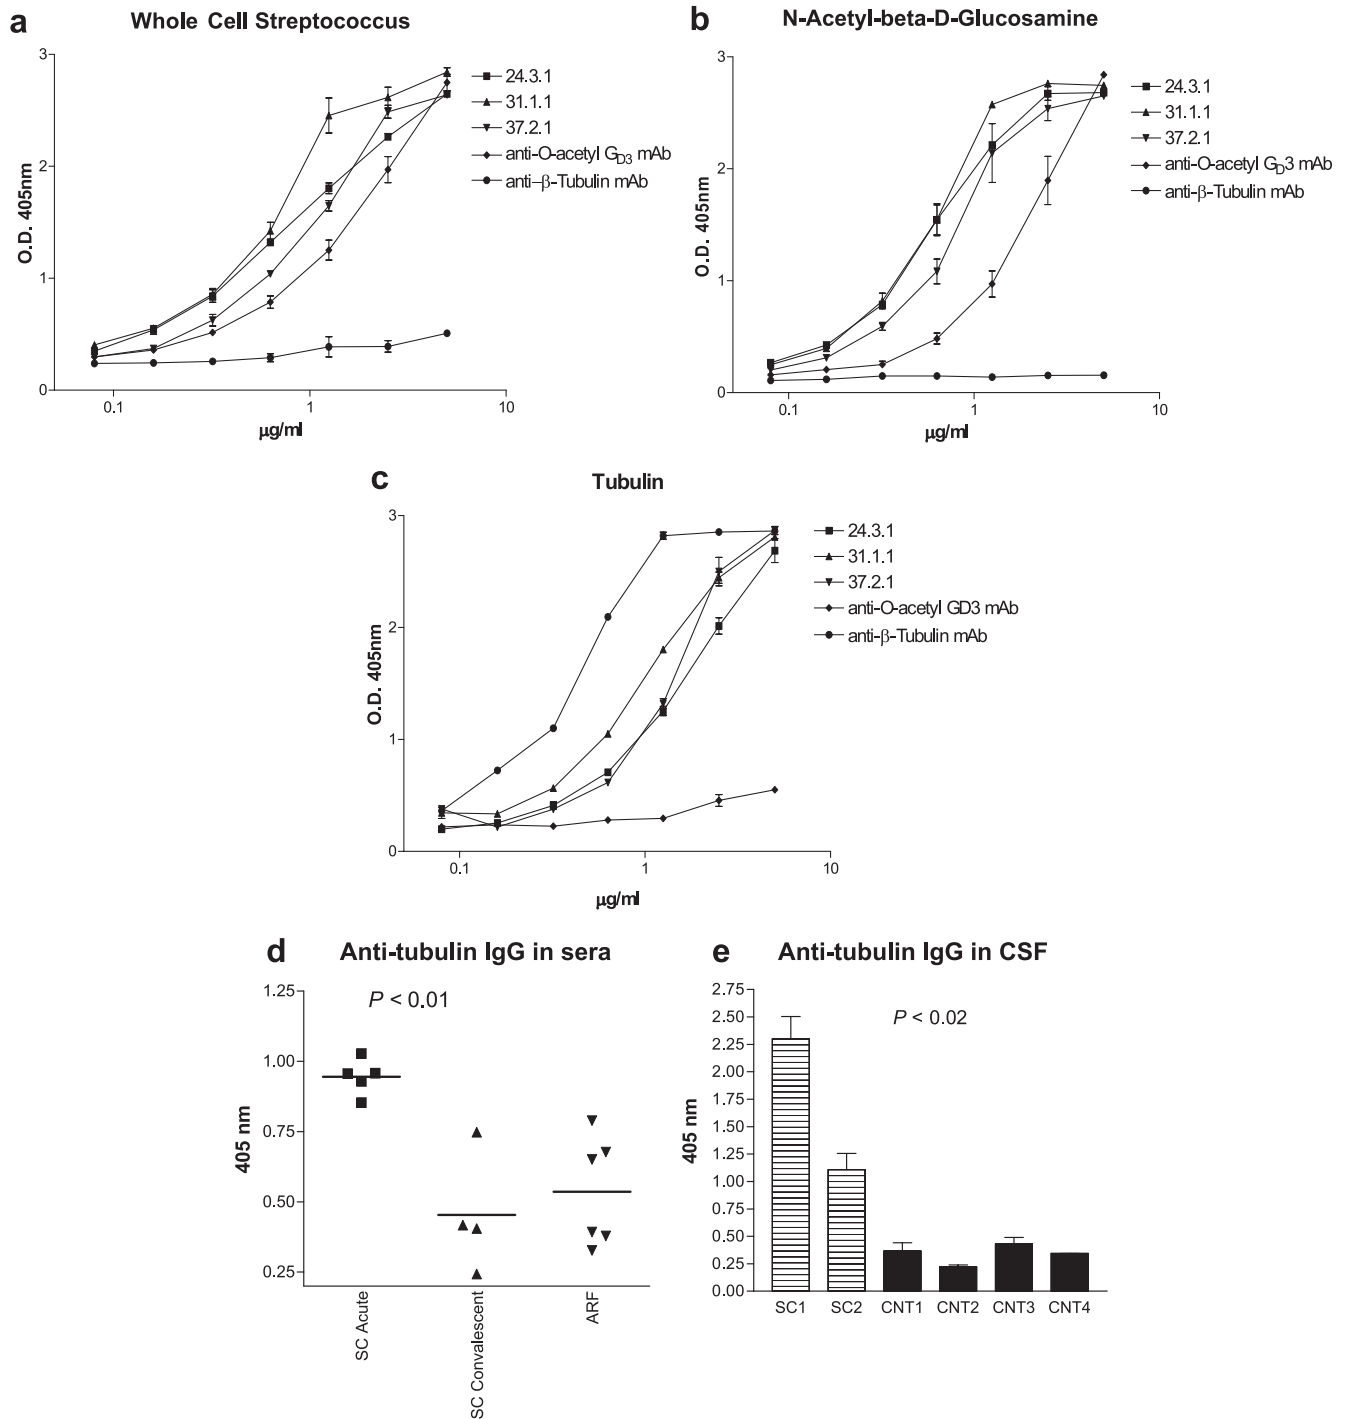 a
Whole Cell Streptococcus
3
2
1
0
O.D. 405nm
0.1
1
10
µg/ml
24.3.1
31.1.1
37.2.1
anti-O-acetyl GD3 mAb
anti–β-Tubulin mAb
b
N-Acetyl-beta-D-Glucosamine
3
2
1
0
O.D. 405nm
0.1
1
10
µg/ml
24.3.1
31.1.1
37.2.1
anti-O-acetyl GD3 mAb
anti-β-Tubulin mAb
c
Tubulin
3
2
1
0
O.D. 405nm
0.1
1
10
µg/ml
24.3.1
31.1.1
37.2.1
anti-O-acetyl GD3 mAb
anti-β-Tubulin mAb
d
Anti-tubulin IgG in sera
P < 0.01
1.25
1.00
0.75
0.50
0.25
405 nm
SC Acute
SC Convalescent
ARF
e
Anti-tubulin IgG in CSF
P < 0.02
2.75
2.50
2.25
2.00
1.75
1.50
1.25
1.00
0.75
0.50
0.25
0.00
405 nm
SC1
SC2
CNT1
CNT2
CNT3
CNT4